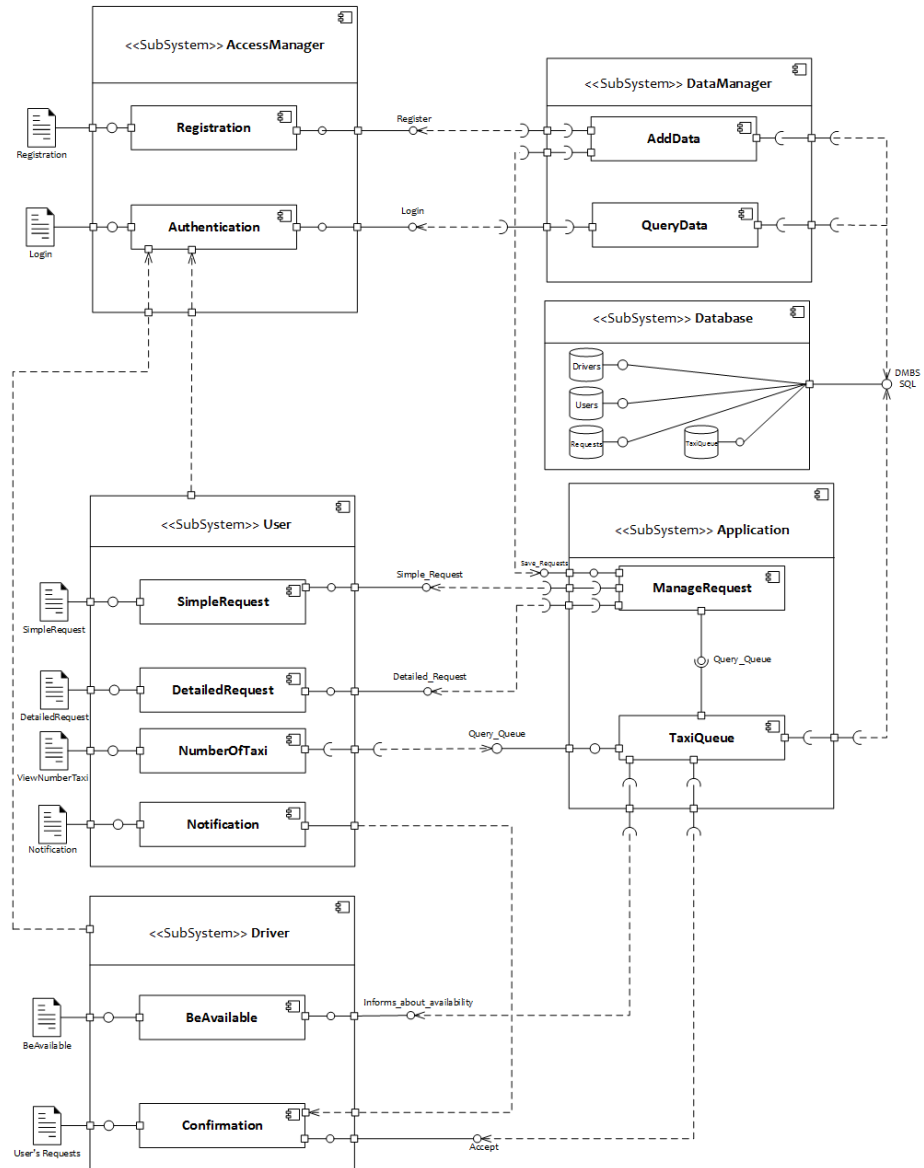 <<SubSystem>> AccessManager
Registration
Registration
Register
Authentication
Login
Login
<<SubSystem>> DataManager
AddData
QueryData
<<SubSystem>> Database
Drivers
Users
Requests
TaxiQueue
DMBS
SQL
<<SubSystem>> User
SimpleRequest
SimpleRequest
Simple_Request
DetailedRequest
DetailedRequest
Detailed_Request
NumberOfTaxi
ViewNumberTaxi
Query_Queue
Notification
Notification
<<SubSystem>> Application
Save_Requests
ManageRequest
Query_Queue
TaxiQueue
<<SubSystem>> Driver
BeAvailable
BeAvailable
Informs_about_availability
Confirmation
User's Requests
Accept